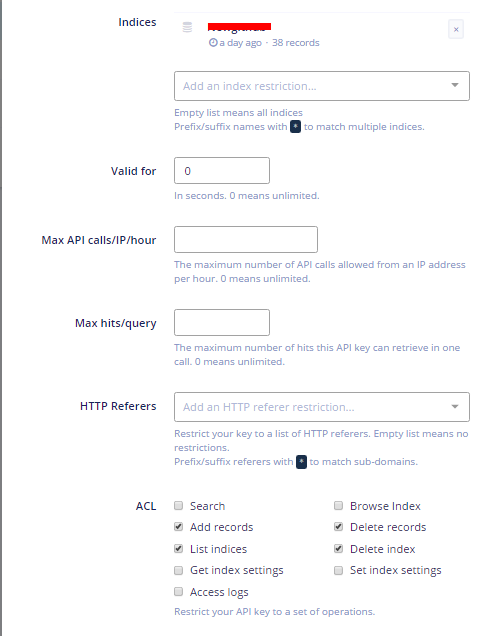 Indices
a day ago · 38 records
×
Add an index restriction...
Empty list means all indices
Prefix/suffix names with * to match multiple indices.
Valid for
0
In seconds. 0 means unlimited.
Max API calls/IP/hour
The maximum number of API calls allowed from an IP address
per hour. 0 means unlimited.
Max hits/query
The maximum number of hits this API key can retrieve in one
call. 0 means unlimited.
HTTP Referers
Add an HTTP referer restriction...
Restrict your key to a list of HTTP referers. Empty list means no
restrictions.
Prefix/suffix referers with * to match sub-domains.
ACL
Search
Browse Index
Add records
Delete records
List indices
Delete index
Get index settings
Set index settings
Access logs
Restrict your API key to a set of operations.